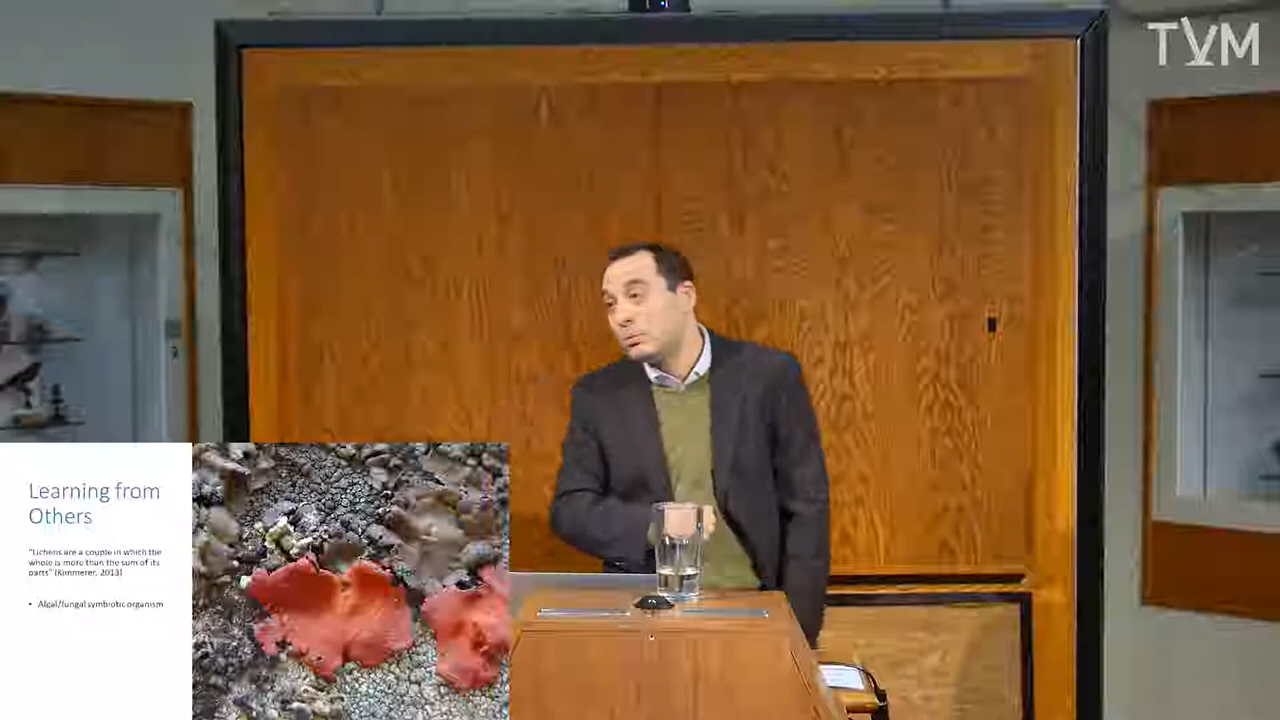 TVM
Learning from
Others
"Lichens are a couple in which the
whole is more than the sum of its
parts" (Kimmerer, 2013)
• Algal/fungal symbiotic organism